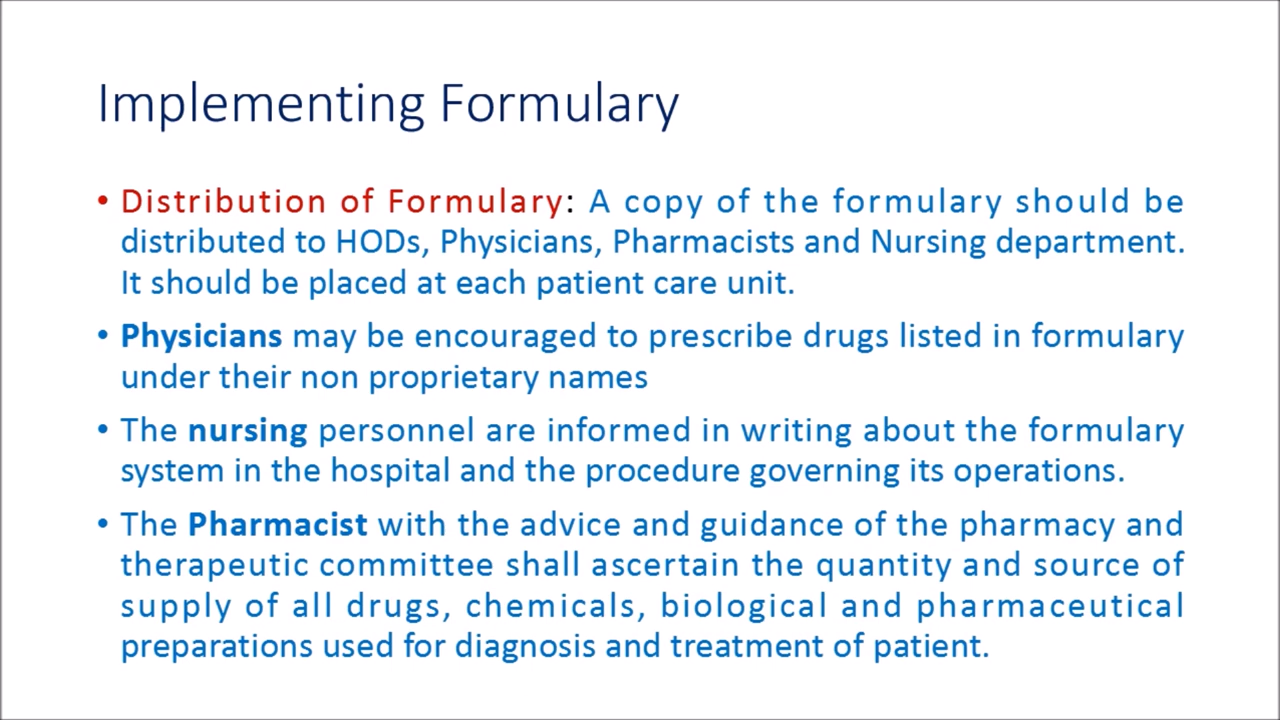 Implementing Formulary
• Distribution of Formulary: A copy of the formulary should be
distributed to HODs, Physicians, Pharmacists and Nursing department.
It should be placed at each patient care unit.
• Physicians may be encouraged to prescribe drugs listed in formulary
under their non proprietary names
• The nursing personnel are informed in writing about the formulary
system in the hospital and the procedure governing its operations.
• The Pharmacist with the advice and guidance of the pharmacy and
therapeutic committee shall ascertain the quantity and source of
supply of all drugs, chemicals, biological and pharmaceutical
preparations used for diagnosis and treatment of patient.